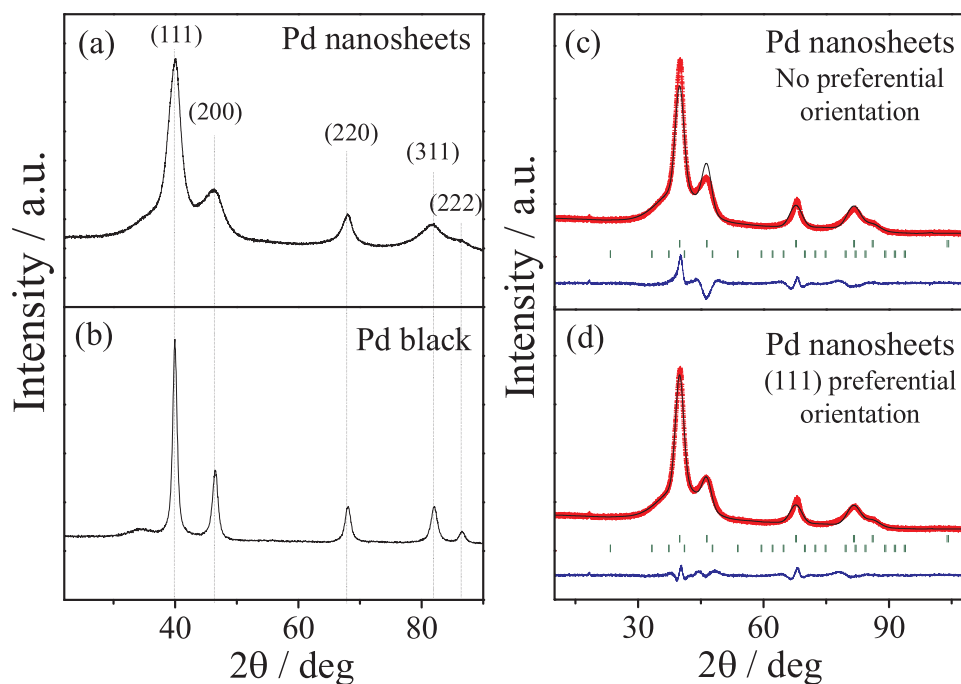 (a)
(111)
Pd nanosheets
(200)
(220)
(311)
(222)
(b)
Pd black
Intensity / a.u.
40
60
80
2θ / deg
(c)
Pd nanosheets
No preferential
orientation
(d)
Pd nanosheets
(111) preferential
orientation
Intensity / a.u.
30
60
90
2θ / deg